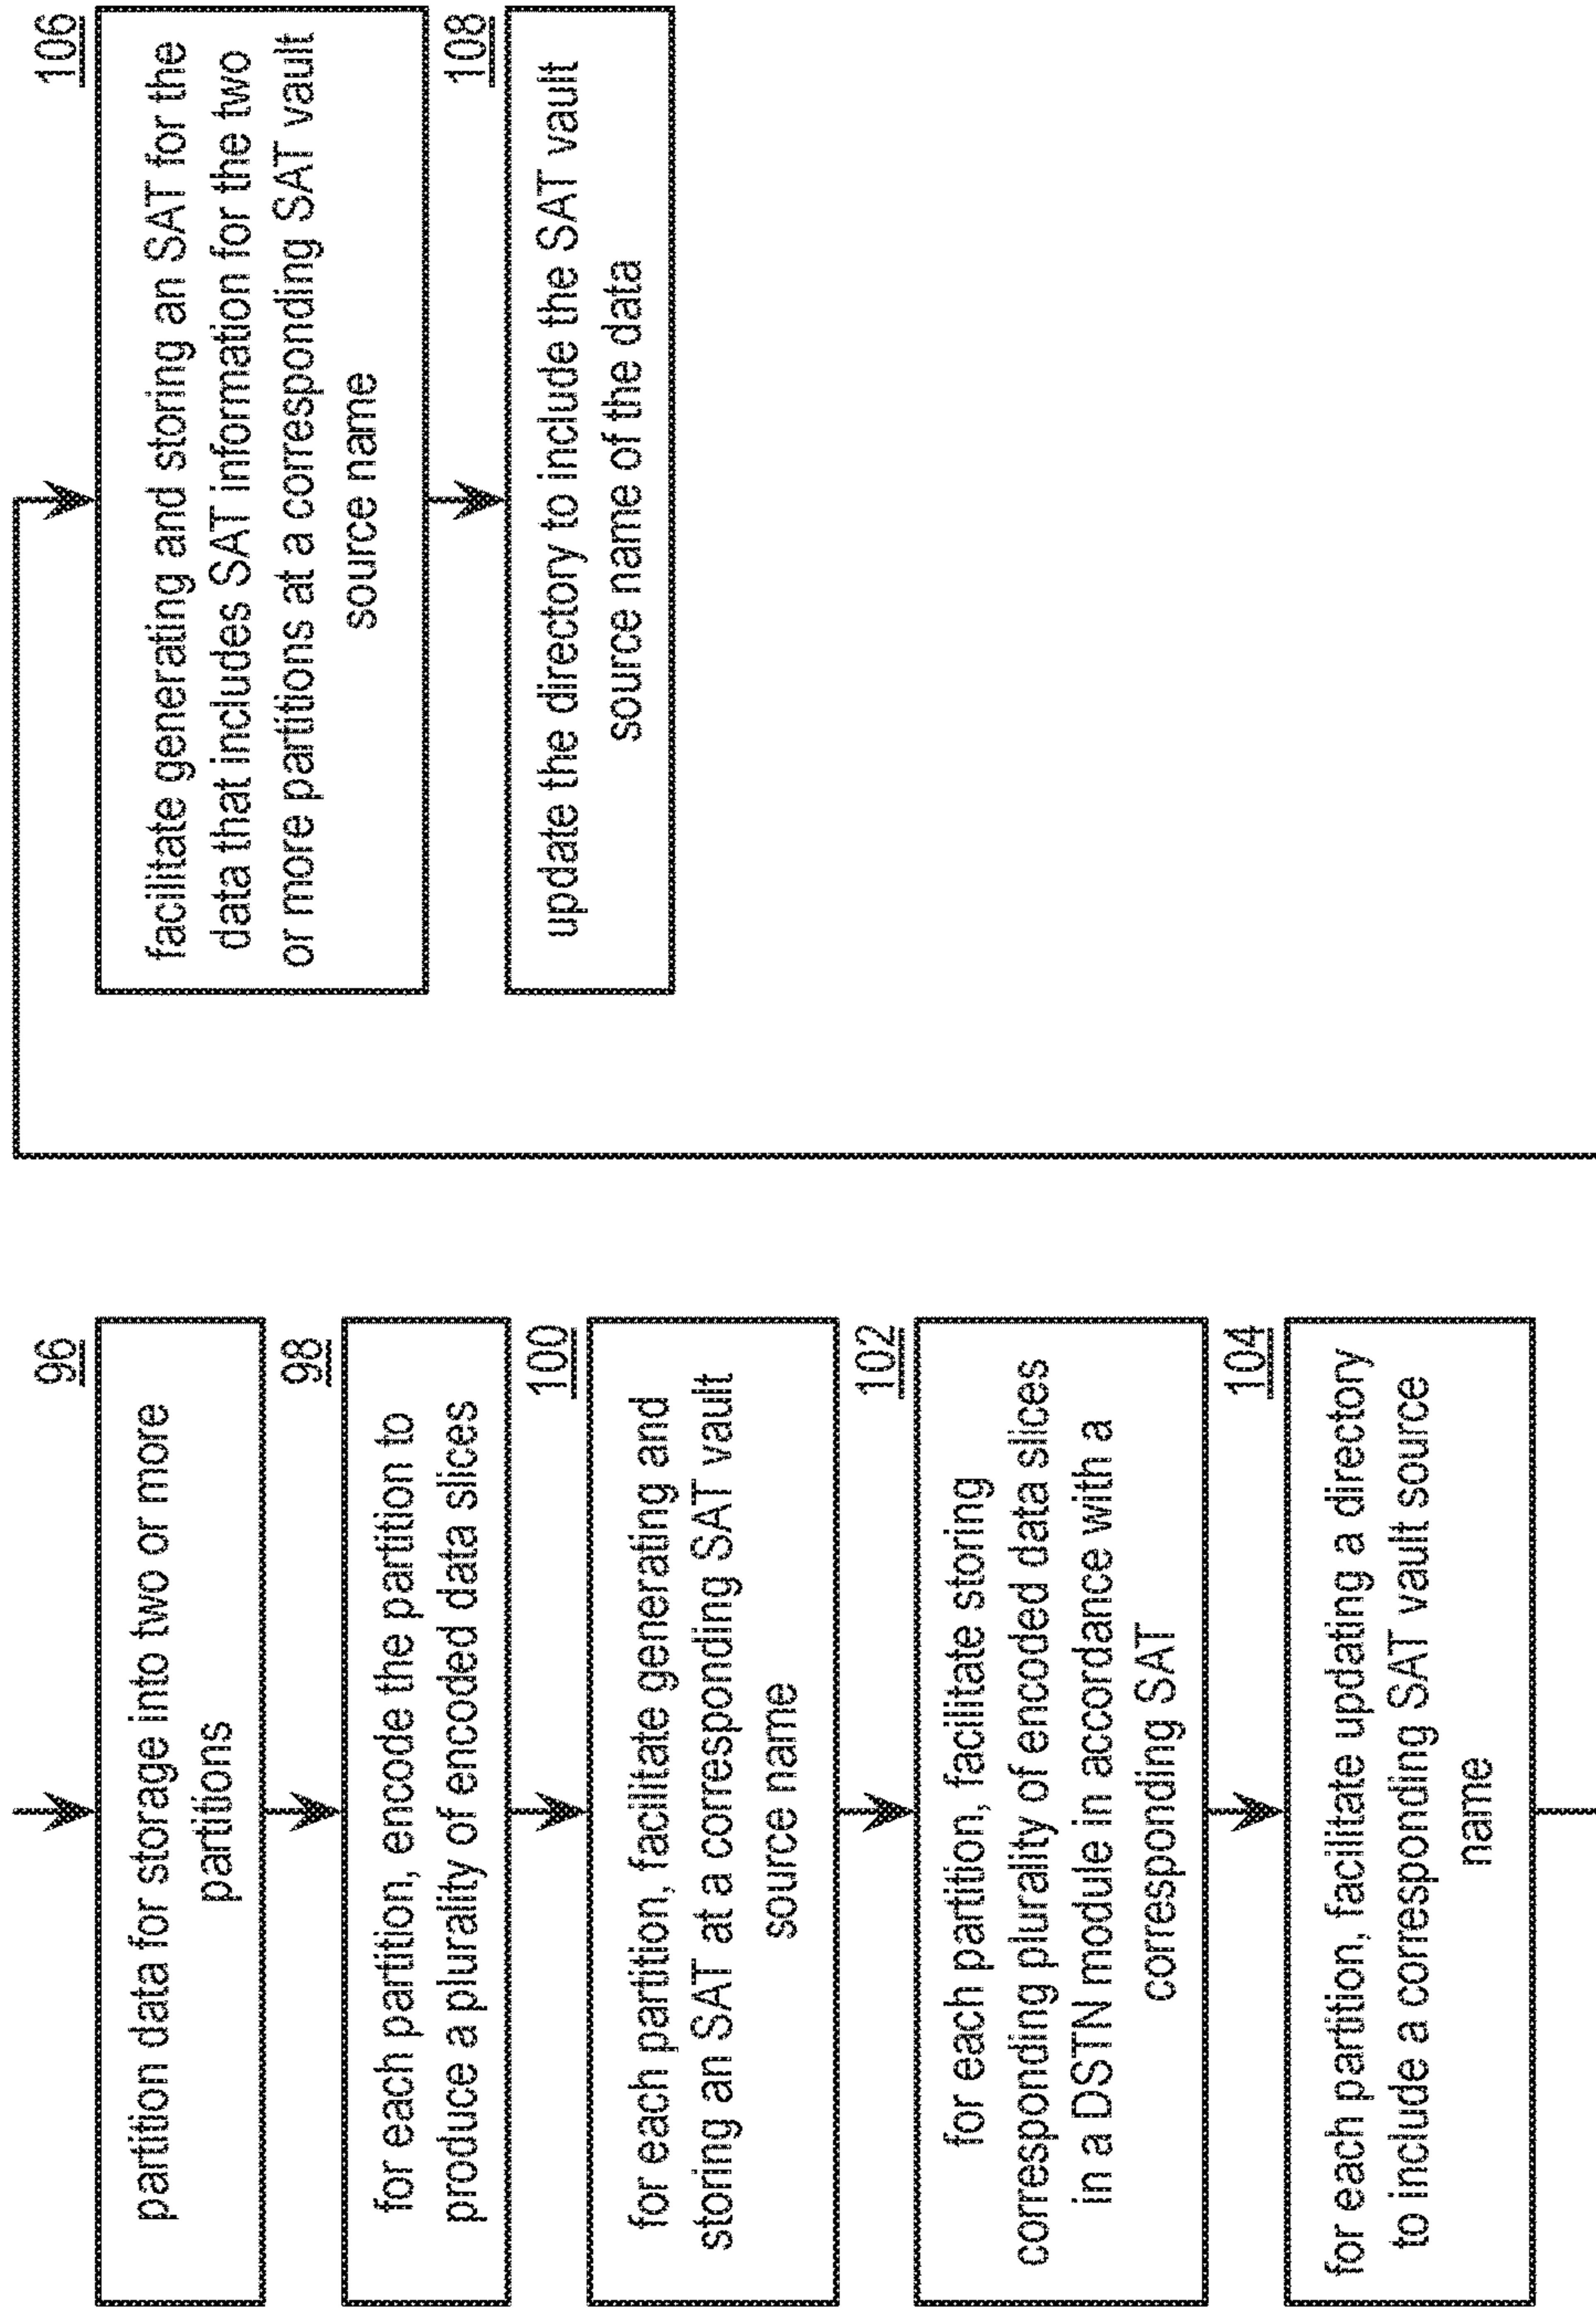 96
partition data for storage into two or more
partitions
98
for each partition, encode the partition to
produce a plurality of encoded data slices
100
for each partition, facilitate generating and
storing an SAT at a corresponding SAT vault
source name
102
for each partition, facilitate storing
corresponding plurality of encoded data slices
in a DSTN module in accordance with a
corresponding SAT
104
for each partition, facilitate updating a directory
to include a corresponding SAT vault source
name
106
facilitate generating and storing an SAT for the
data that includes SAT information for the two
or more partitions at a corresponding SAT vault
source name
108
update the directory to include the SAT vault
source name of the data